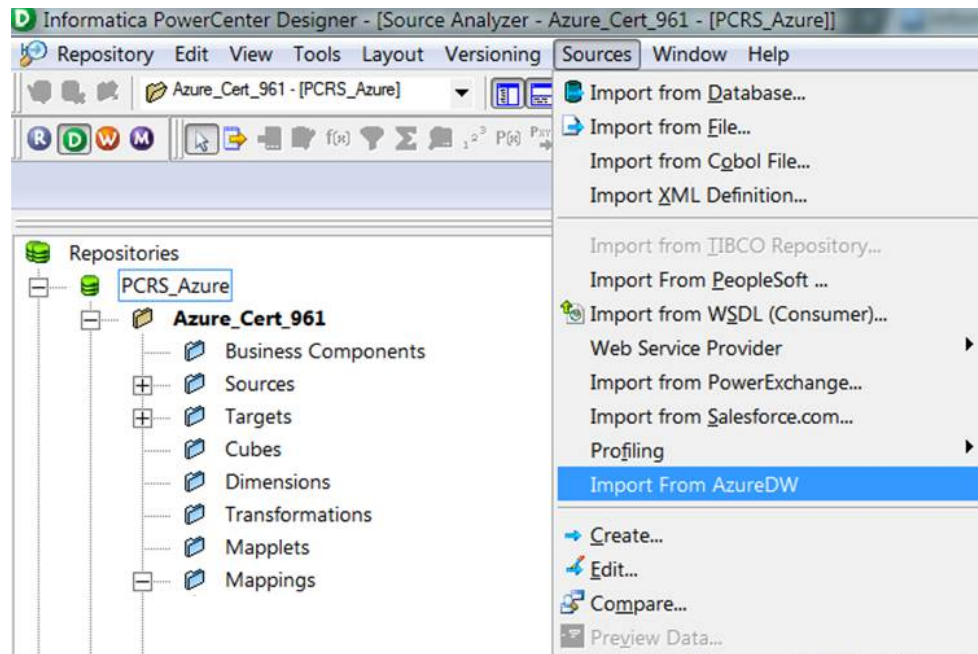 Informatica PowerCenter Designer - [Source Analyzer - Azure_Cert_961 - [PCRS_Azure]]
Repository Edit View Tools Layout Versioning Sources Window Help
Azure_Cert_961 - [PCRS_Azure]
R D W M f(x) P(x)
Repositories
PCRS_Azure
Azure_Cert_961
Business Components
Sources
Targets
Cubes
Dimensions
Transformations
Mapplets
Mappings
Import from Database...
Import from File...
Import from Cobol File...
Import XML Definition...
Import from TIBCO Repository...
Import From PeopleSoft ...
Import from WSDL (Consumer)...
Web Service Provider
Import from PowerExchange...
Import from Salesforce.com...
Profiling
Import From AzureDW
Create...
Edit...
Compare...
Preview Data...